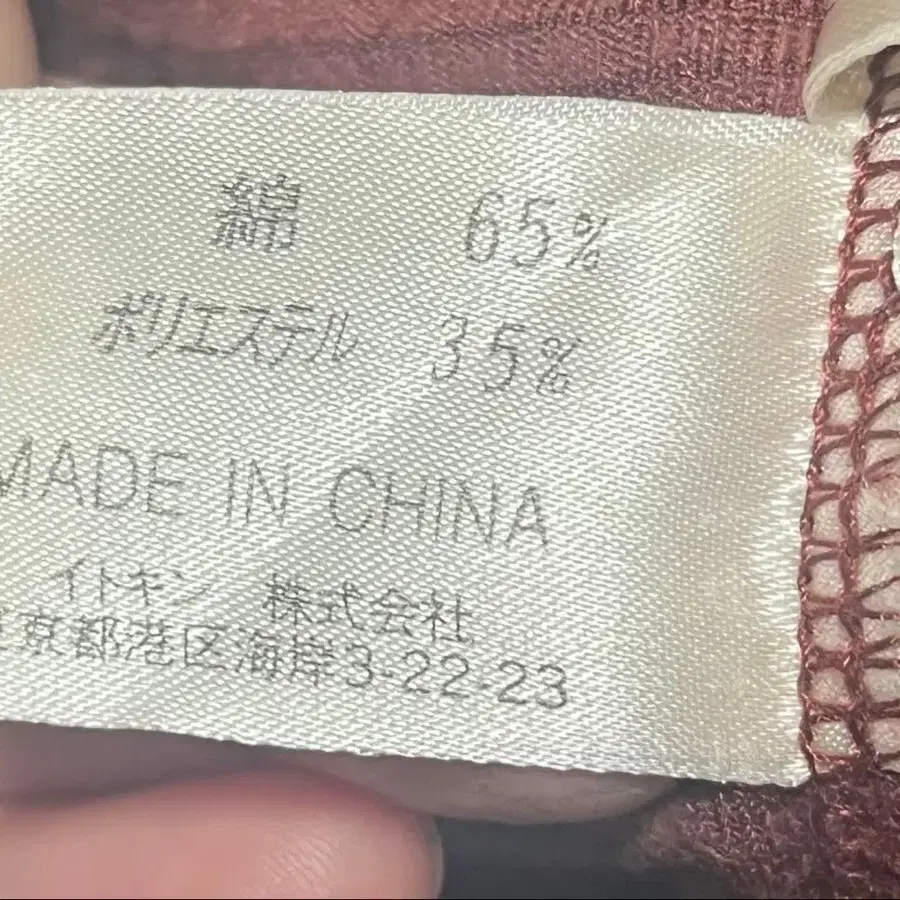 綿 65%
ポリエステル 35%
MADE IN CHINA
イトキン 株式会社
京都港区海岸3-22-23